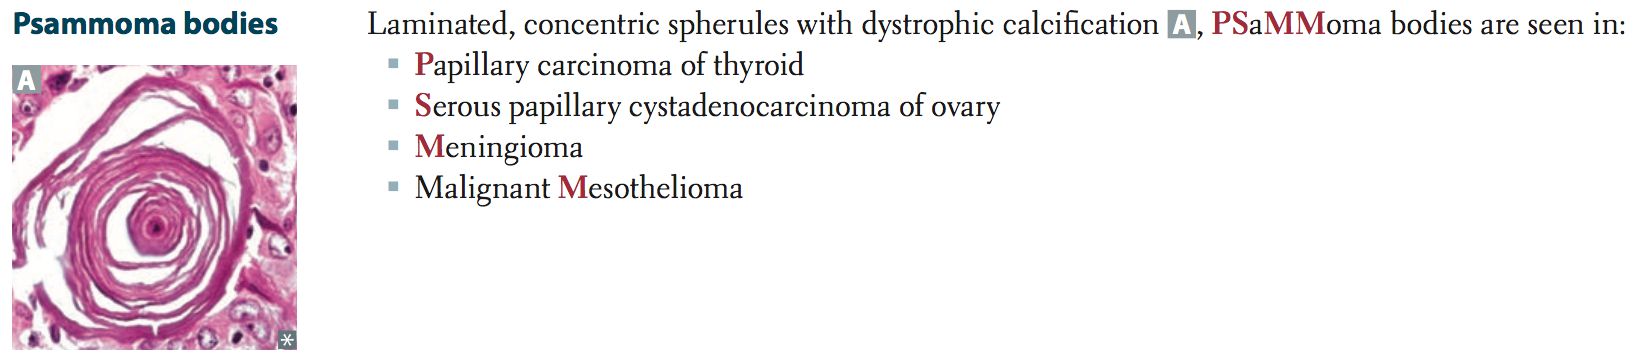 Psammoma bodies
Laminated, concentric spherules with dystrophic calcification A, PSaMMoma bodies are seen in:
▪ Papillary carcinoma of thyroid
▪ Serous papillary cystadenocarcinoma of ovary
▪ Meningioma
▪ Malignant Mesothelioma
A
*